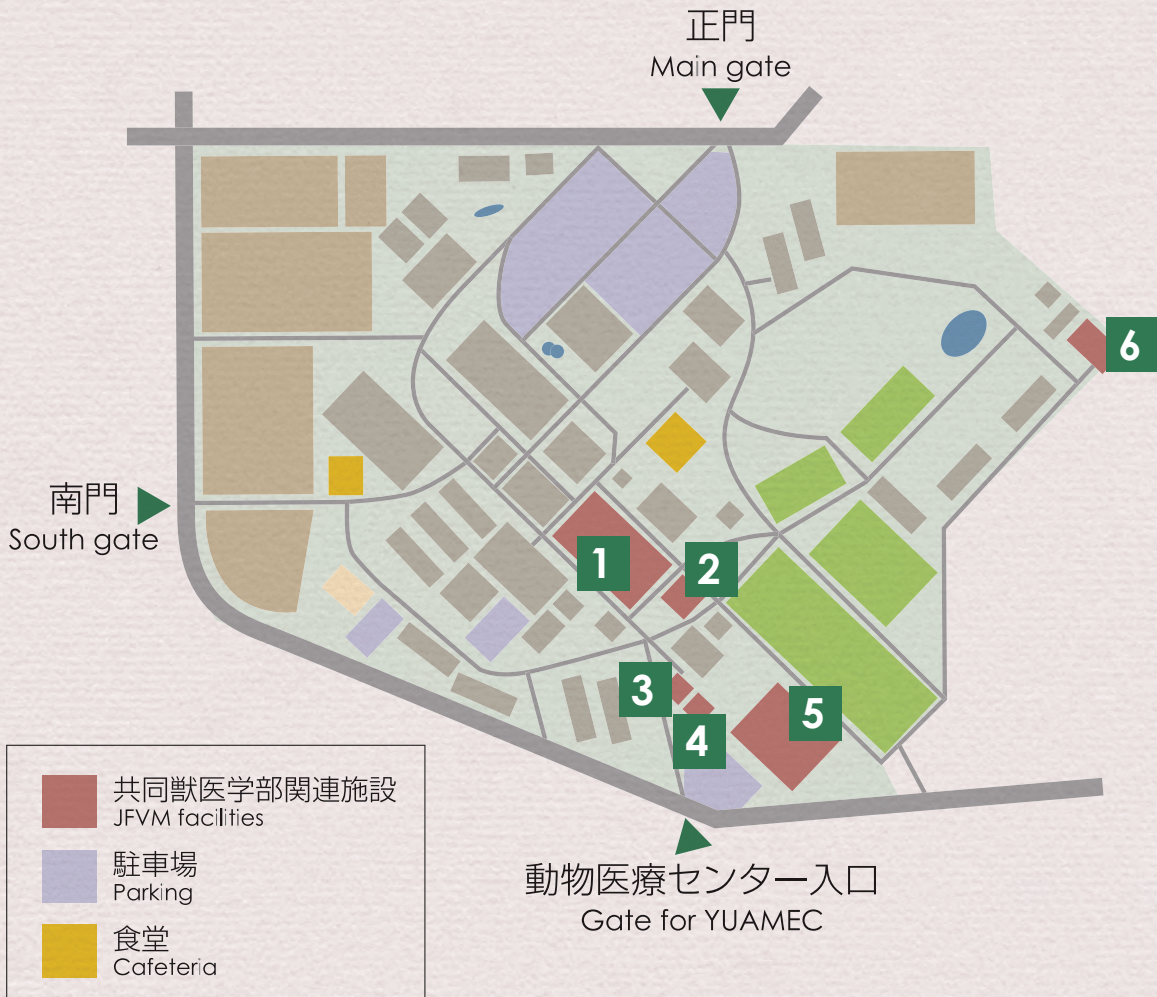 正門
Main gate
6
南門
South gate
1
2
3
4
5
共同獣医学部関連施設
JFVM facilities
駐車場
Parking
食堂
Cafeteria
動物医療センター入口
Gate for YUAMEC